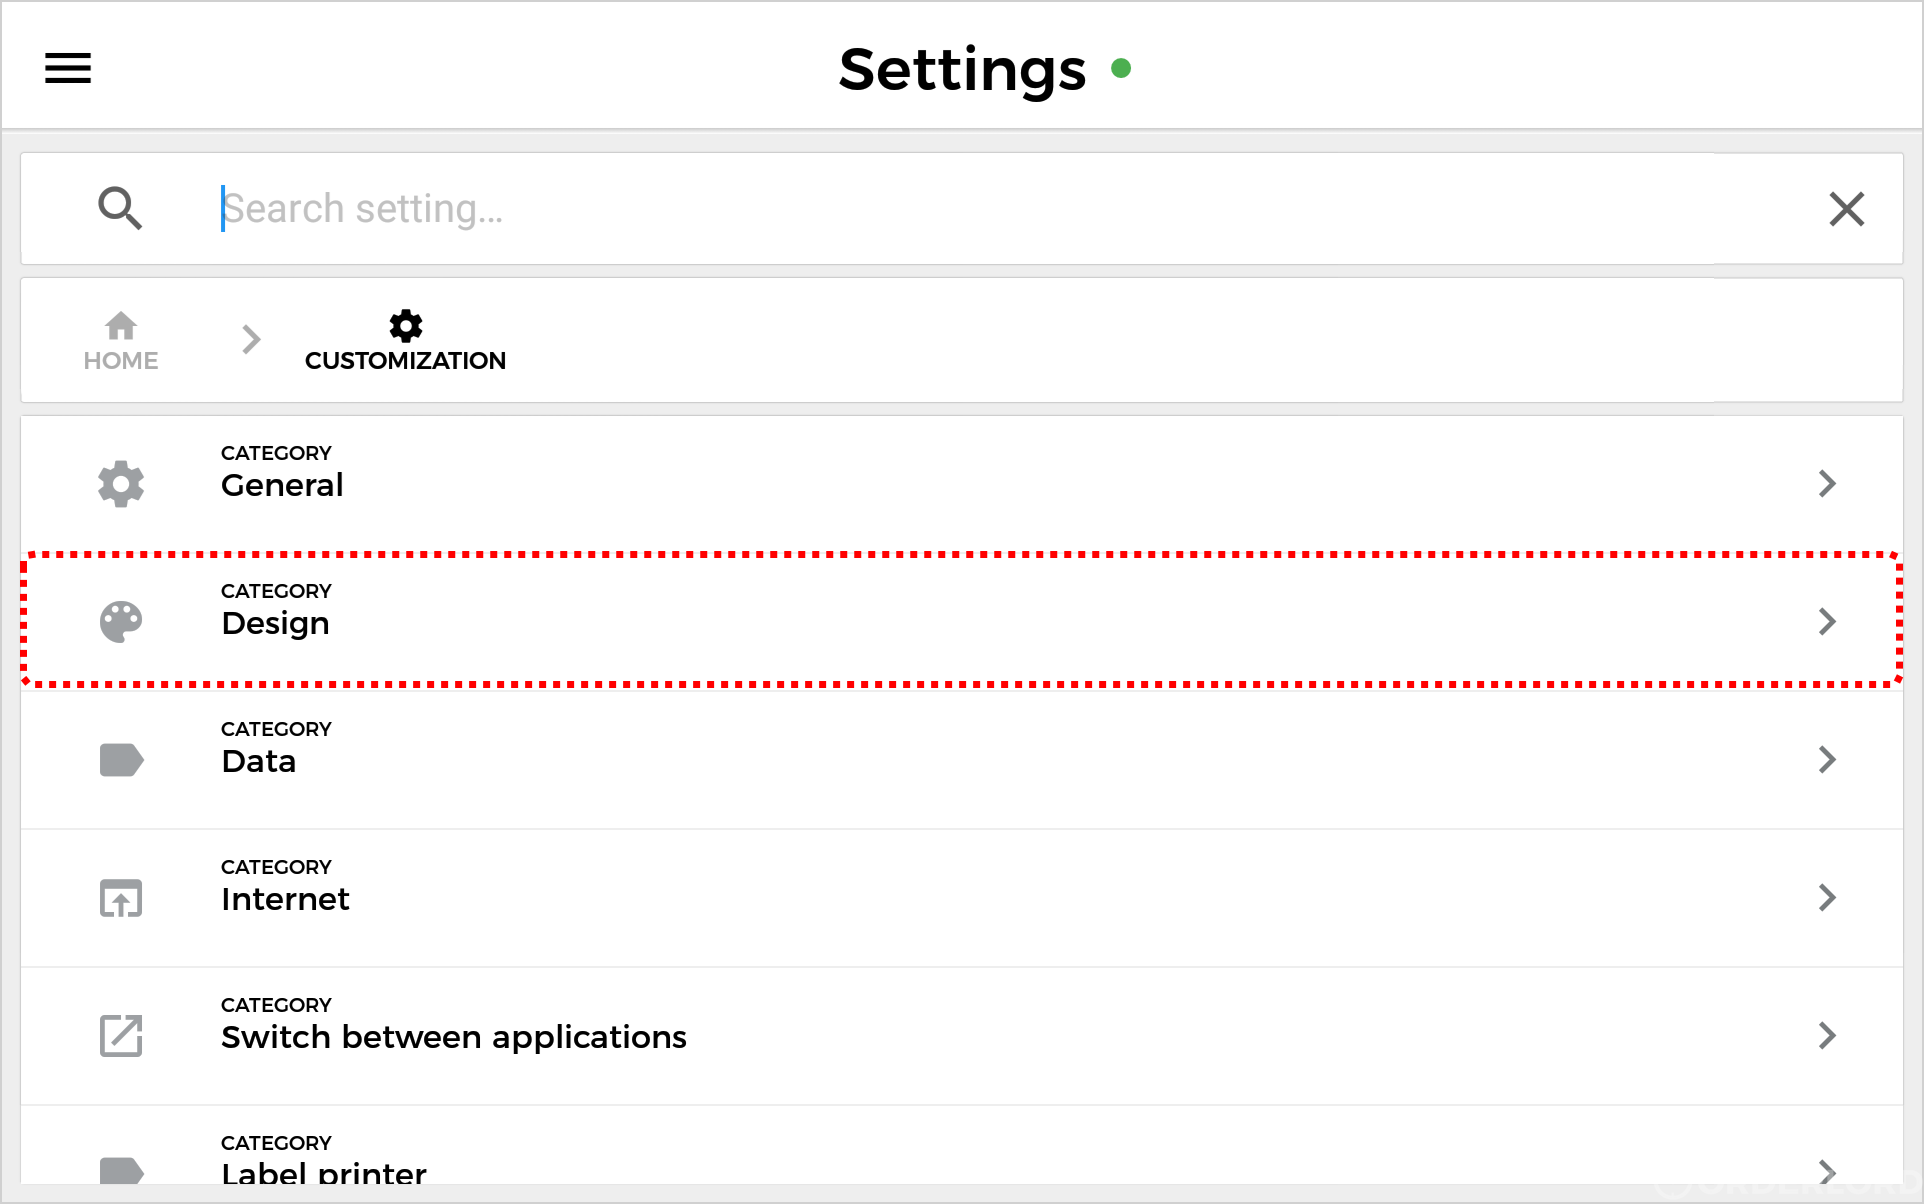 Settings
Search setting...
HOME
CUSTOMIZATION
CATEGORY
General
CATEGORY
Design
CATEGORY
Data
CATEGORY
Internet
CATEGORY
Switch between applications
CATEGORY
Label printer